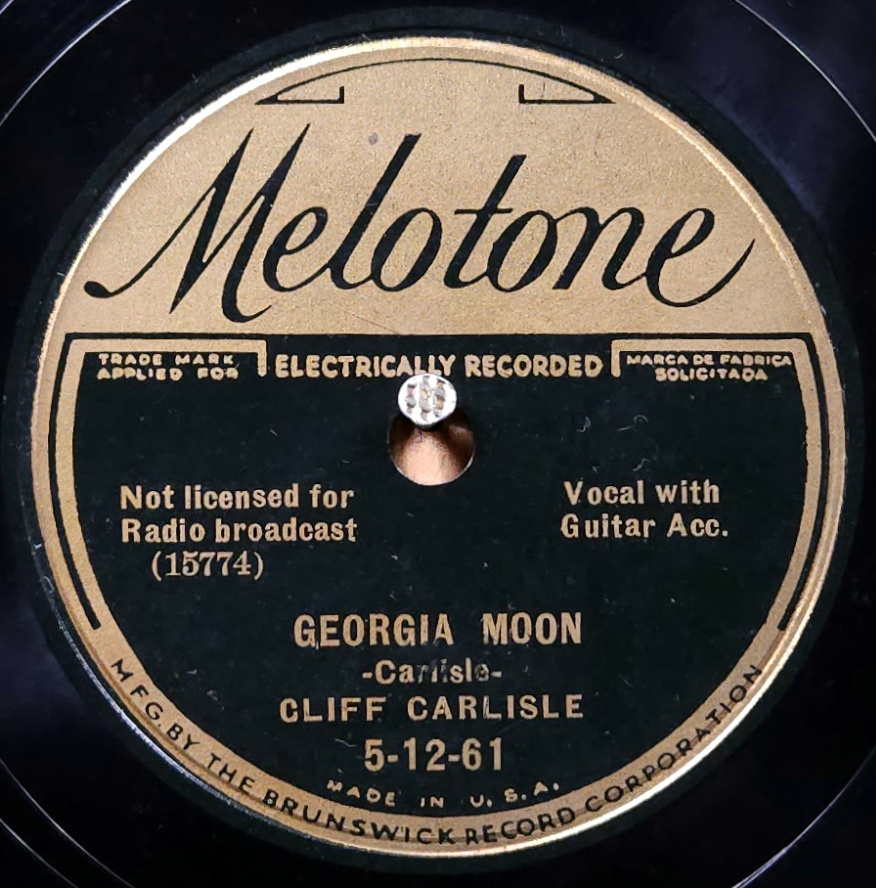 Melotone
TRADE MARK
APPLIED FOR
ELECTRICALLY RECORDED
MARCA DE FABRICA
SOLICITADA
Not licensed for
Radio broadcast
(15774)
Vocal with
Guitar Acc.
GEORGIA MOON
-Carlisle-
CLIFF CARLISLE
5-12-61
MADE IN U.S.A.
MFG. BY THE BRUNSWICK RECORD CORPORATION